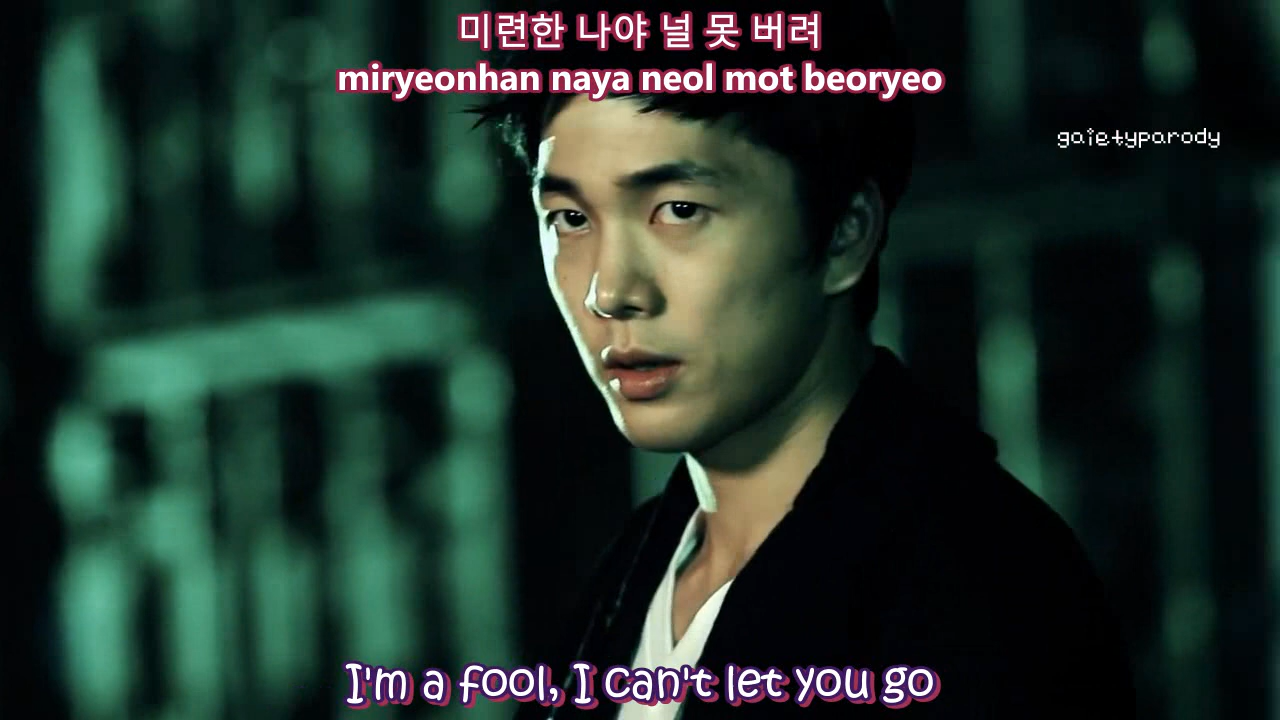 미련한 나야 널 못 버려
miryeonhan naya neol mot beoryeo
gaietyparody
I'm a fool, I can't let you go